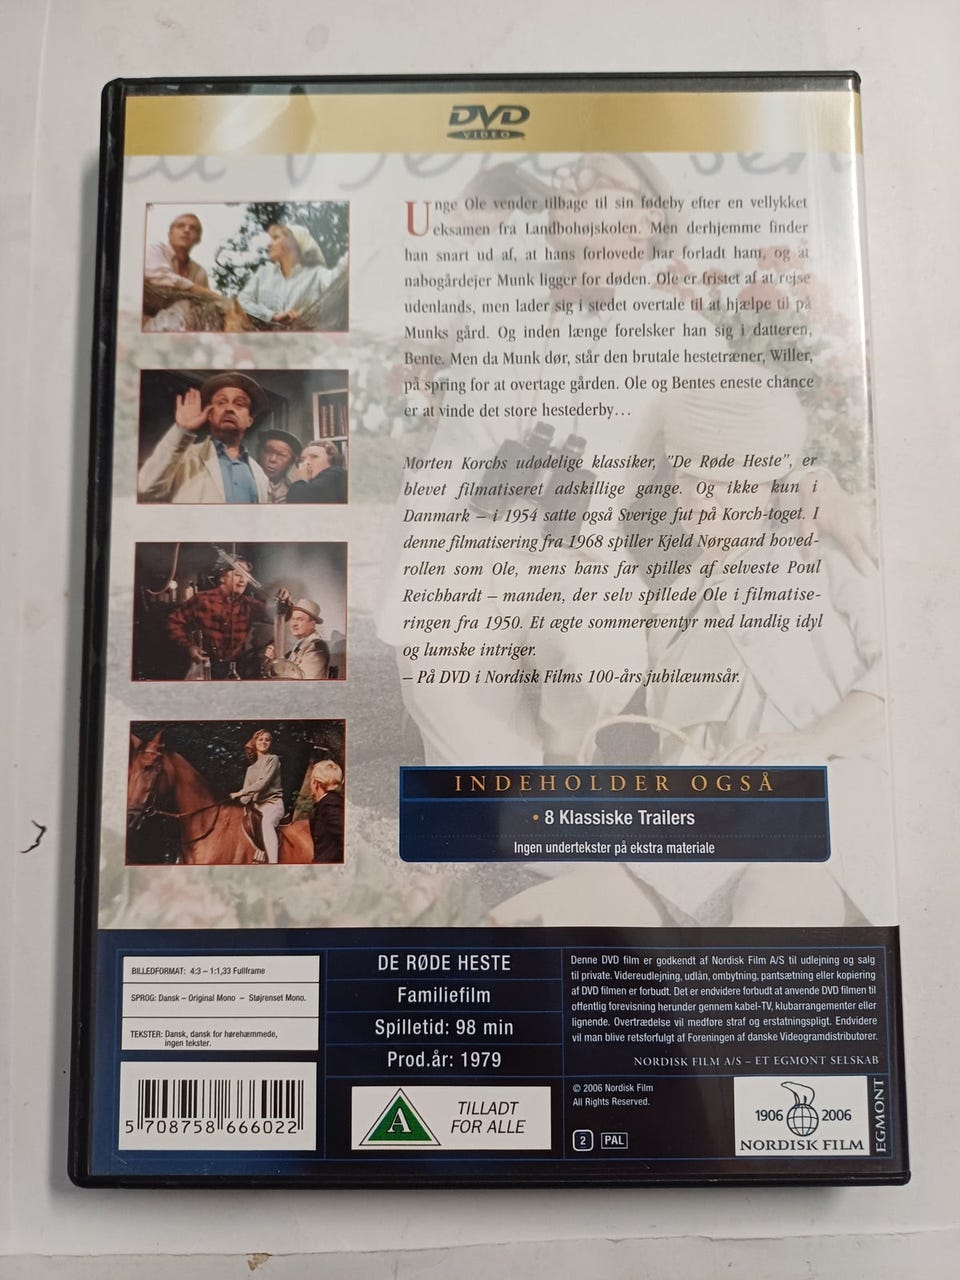 DVD
VIDEO
Unge Ole vender tilbage til sin fødeby efter en vellykket
eksamen fra Landbohøjskolen. Men derhjemme finder
han snart ud af, at hans forlovede har forladt ham, og at
nabogårdejer Munk ligger for døden. Ole er fristet af at rejse
udenlands, men lader sig i stedet overtale til at hjælpe til på
Munks gård. Og inden længe forelsker han sig i datteren,
Bente. Men da Munk dør, står den brutale hestetræner, Willer,
på spring for at overtage gården. Ole og Bentes eneste chance
er at vinde det store hestederby...
Morten Korchs udødelige klassiker, "De Røde Heste", er
blevet filmatiseret adskillige gange. Og ikke kun i
Danmark – i 1954 satte også Sverige fut på Korch-toget. I
denne filmatisering fra 1968 spiller Kjeld Nørgaard hoved-
rollen som Ole, mens hans far spilles af selveste Poul
Reichhardt – manden, der selv spillede Ole i filmatise-
ringen fra 1950. Et ægte sommereventyr med landlig idyl
og lumske intriger.
– På DVD i Nordisk Films 100-års jubilæumsår.
INDEHOLDER OGSÅ
• 8 Klassiske Trailers
Ingen undertekster på ekstra materiale
BILLEDFORMAT: 4:3 – 1:1,33 Fullframe
SPROG: Dansk – Original Mono – Støjrenset Mono.
TEKSTER: Dansk, dansk for hørehæmmede,
ingen tekster.
5 708758 666022
DE RØDE HESTE
Familiefilm
Spilletid: 98 min
Prod.år: 1979
A
TILLADT
FOR ALLE
Denne DVD film er godkendt af Nordisk Film A/S til udlejning og salg
til private. Videreudlejning, udlån, ombytning, pantsætning eller kopiering
af DVD filmen er forbudt. Det er endvidere forbudt at anvende DVD filmen til
offentlig forevisning herunder gennem kabel-TV, klubarrangementer eller
lignende. Overtrædelse vil medføre straf og erstatningspligt. Endvidere
vil man blive retsforfulgt af Foreningen af danske Videogramdistributører.
NORDISK FILM A/S – ET EGMONT SELSKAB
© 2006 Nordisk Film
All Rights Reserved.
2 PAL
1906 2006
NORDISK FILM
EGMONT